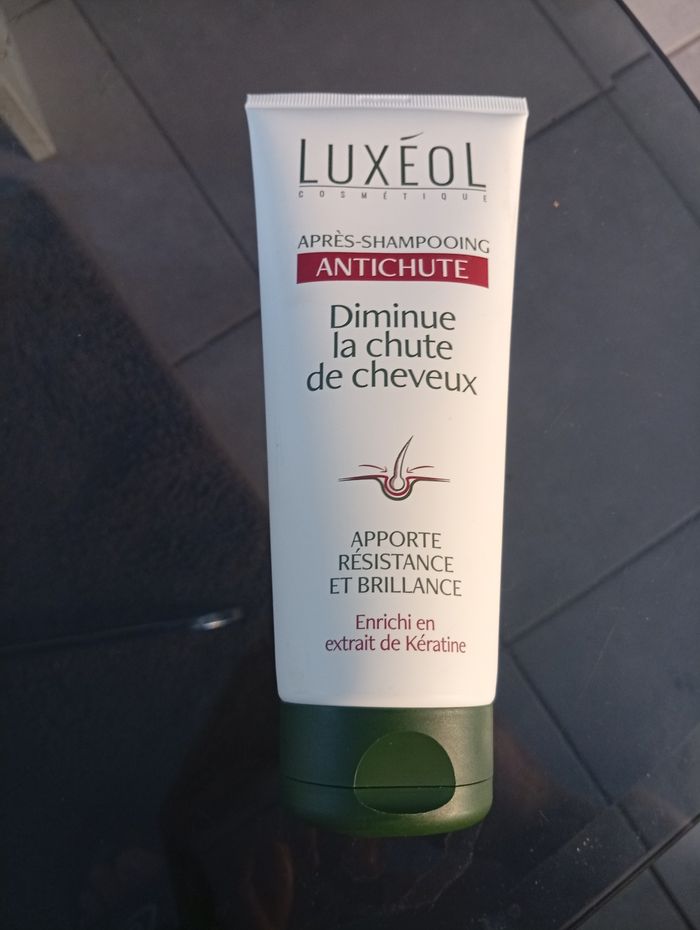 LUXÉOL
COSMÉTIQUE
APRÈS-SHAMPOOING
ANTICHUTE
Diminue
la chute
de cheveux
APPORTE
RÉSISTANCE
ET BRILLANCE
Enrichi en
extrait de Kératine